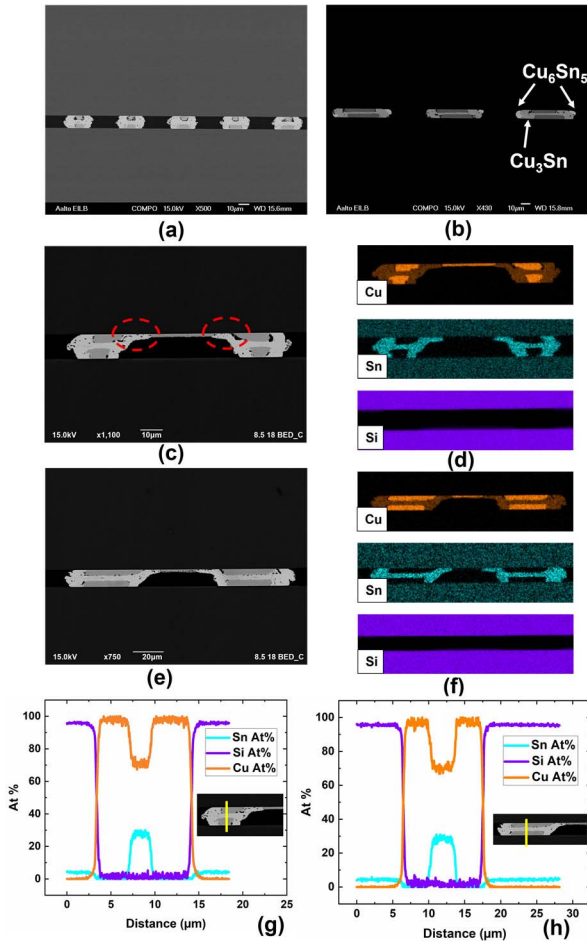 Cu₆Sn₅
Cu₃Sn
Aalto EILB COMPO 15.0kV X500 10µm WD 15.6mm
Aalto EILB COMPO 15.0kV X430 10µm WD 15.8mm
(a)
(b)
Cu
Sn
Si
15.0kV x1,100 10µm 8.5 18 BED_C
(c)
(d)
Cu
Sn
Si
15.0kV x750 20µm 8.5 18 BED_C
(e)
(f)
100
80
60
40
20
0
At %
Sn At%
Si At%
Cu At%
0 5 10 15 20 25
Distance (µm)
(g)
100
80
60
40
20
0
At %
Sn At%
Si At%
Cu At%
0 5 10 15 20 25 30
Distance (µm)
(h)